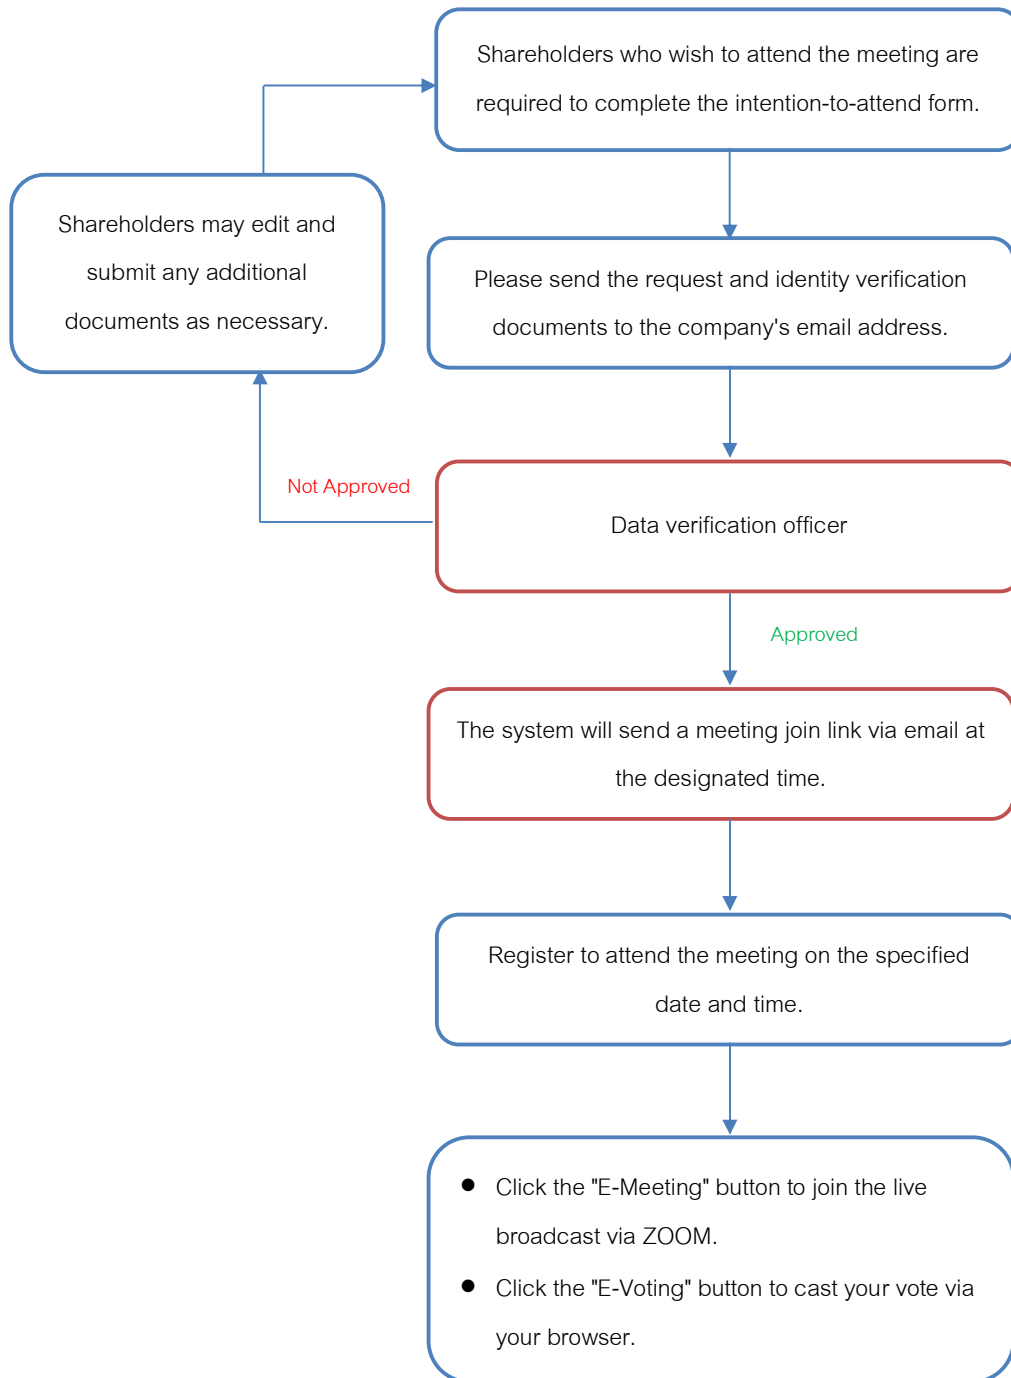 Shareholders who wish to attend the meeting are
required to complete the intention-to-attend form.
Shareholders may edit and
submit any additional
documents as necessary.
Please send the request and identity verification
documents to the company's email address.
Not Approved
Data verification officer
Approved
The system will send a meeting join link via email at
the designated time.
Register to attend the meeting on the specified
date and time.
● Click the "E-Meeting" button to join the live
broadcast via ZOOM.
● Click the "E-Voting" button to cast your vote via
your browser.